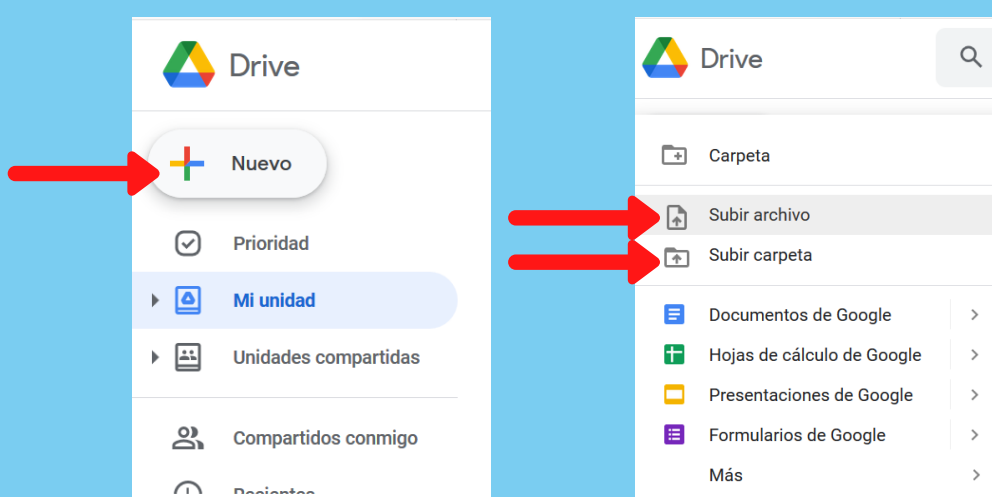 Drive
Nuevo
Prioridad
Mi unidad
Unidades compartidas
Compartidos conmigo
Recientes
Drive
Carpeta
Subir archivo
Subir carpeta
Documentos de Google
Hojas de cálculo de Google
Presentaciones de Google
Formularios de Google
Más